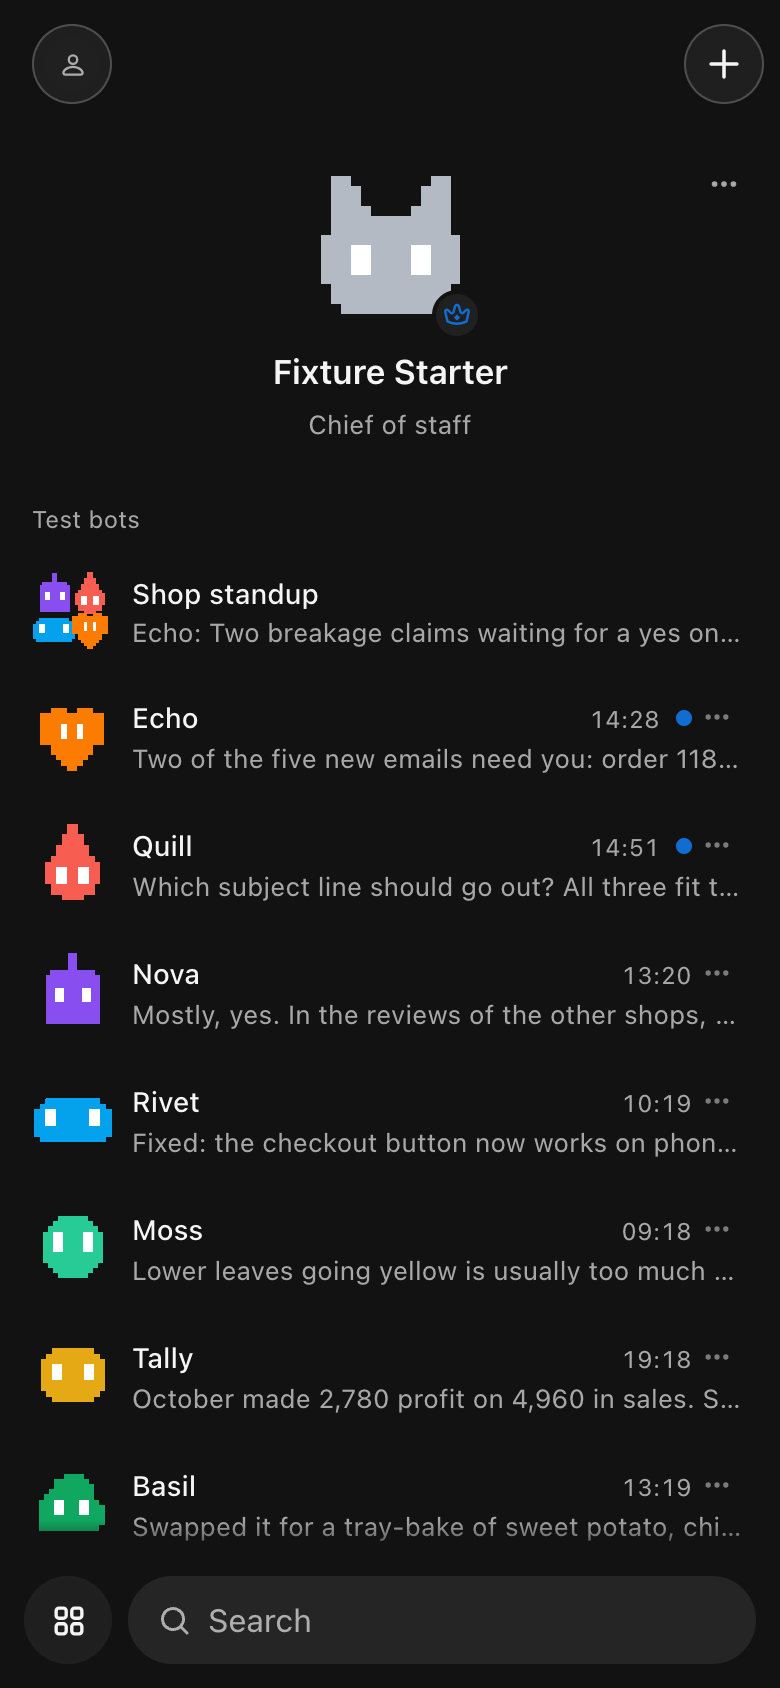 Fixture Starter
Chief of staff
Test bots
Shop standup
Echo: Two breakage claims waiting for a yes on...
Echo 14:28
Two of the five new emails need you: order 118...
Quill 14:51
Which subject line should go out? All three fit t...
Nova 13:20
Mostly, yes. In the reviews of the other shops, ...
Rivet 10:19
Fixed: the checkout button now works on phon...
Moss 09:18
Lower leaves going yellow is usually too much ...
Tally 19:18
October made 2,780 profit on 4,960 in sales. S...
Basil 13:19
Swapped it for a tray-bake of sweet potato, chi...
Search